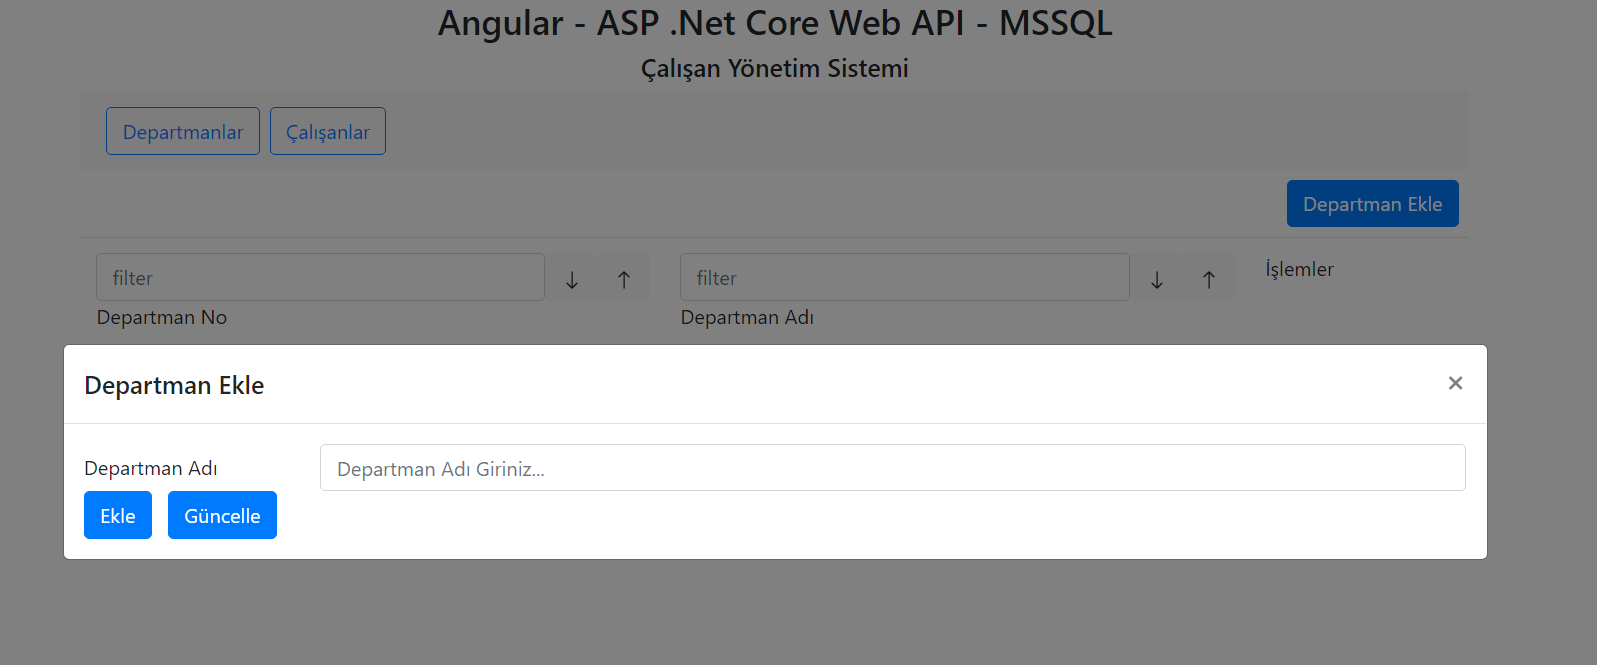 Angular - ASP .Net Core Web API - MSSQL
Çalışan Yönetim Sistemi
Departmanlar Çalışanlar
Departman Ekle
filter filter İşlemler
Departman No Departman Adı
Departman Ekle ×
Departman Adı Departman Adı Giriniz...
Ekle Güncelle